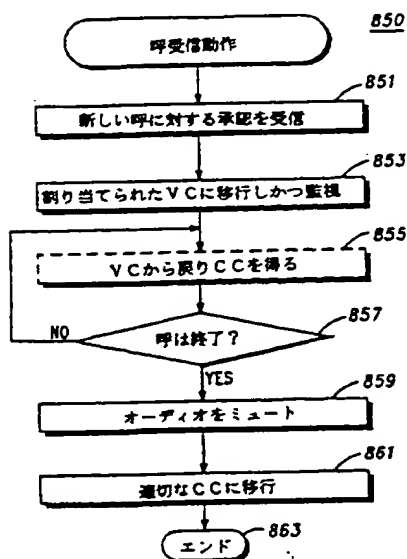 850
呼受信動作
851
新しい呼に対する承認を受信
853
割り当てられたVCに移行しかつ監視
855
VCから戻りCCを得る
857
呼は終了?
NO
YES
859
オーディオをミュート
861
適切なCCに移行
863
エンド